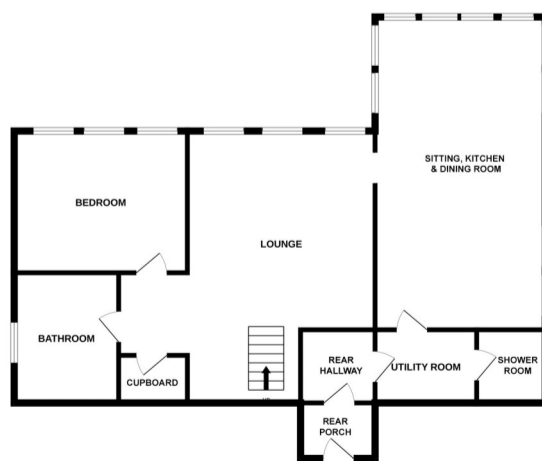 SITTING, KITCHEN
& DINING ROOM
BEDROOM
LOUNGE
BATHROOM
CUPBOARD
REAR
HALLWAY
UTILITY ROOM
SHOWER
ROOM
REAR
PORCH